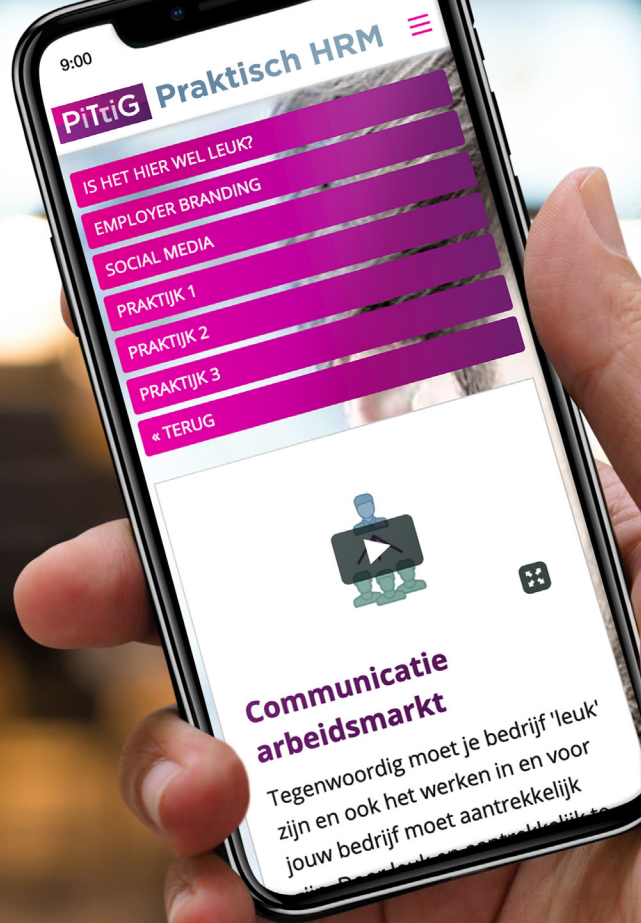 9:00
PiTtiG Praktisch HRM
IS HET HIER WEL LEUK?
EMPLOYER BRANDING
SOCIAL MEDIA
PRAKTIJK 1
PRAKTIJK 2
PRAKTIJK 3
« TERUG
Communicatie
arbeidsmarkt
Tegenwoordig moet je bedrijf 'leuk'
zijn en ook het werken in en voor
jouw bedrijf moet aantrekkelijk